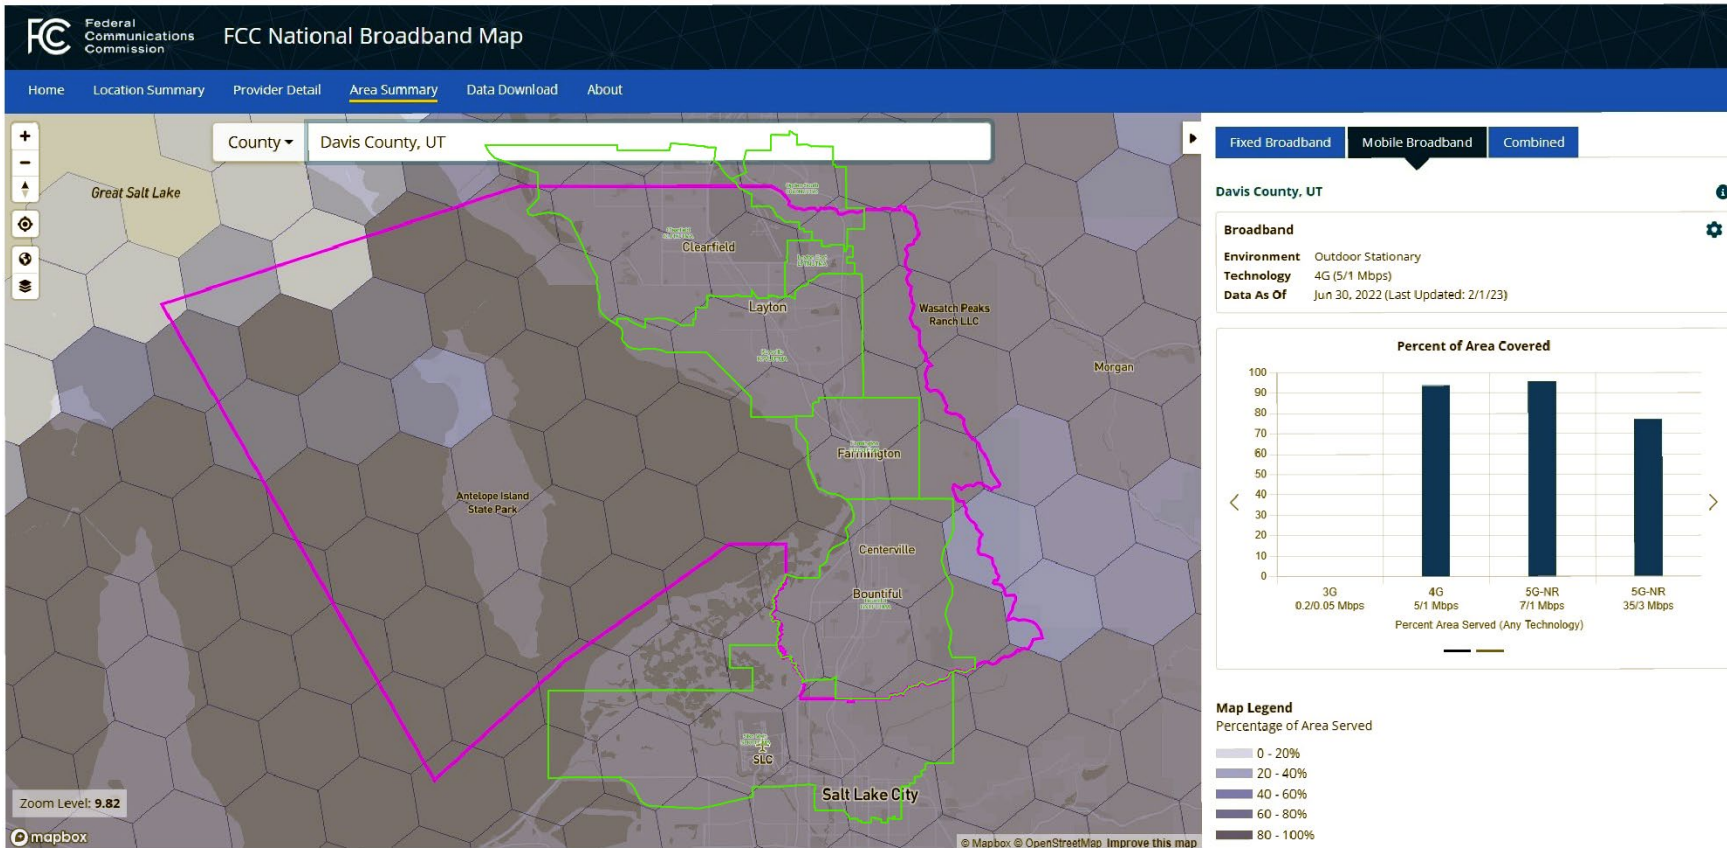 FCC
Federal
Communications
Commission
FCC National Broadband Map
Home
Location Summary
Provider Detail
Area Summary
Data Download
About
County
Davis County, UT
Great Salt Lake
Clearfield
Layton
Wasatch Peaks
Ranch LLC
Morgan
Farmington
Antelope Island
State Park
Centerville
Bountiful
SLC
Salt Lake City
Zoom Level: 9.82
mapbox
© Mapbox © OpenStreetMap Improve this map
Fixed Broadband
Mobile Broadband
Combined
Davis County, UT
Broadband
Environment Outdoor Stationary
Technology 4G (5/1 Mbps)
Data As Of Jun 30, 2022 (Last Updated: 2/1/23)
Percent of Area Covered
100
90
80
70
60
50
40
30
20
10
0
3G 4G 5G-NR 5G-NR
0.2/0.05 Mbps 5/1 Mbps 7/1 Mbps 35/3 Mbps
Percent Area Served (Any Technology)
Map Legend
Percentage of Area Served
0 - 20%
20 - 40%
40 - 60%
60 - 80%
80 - 100%